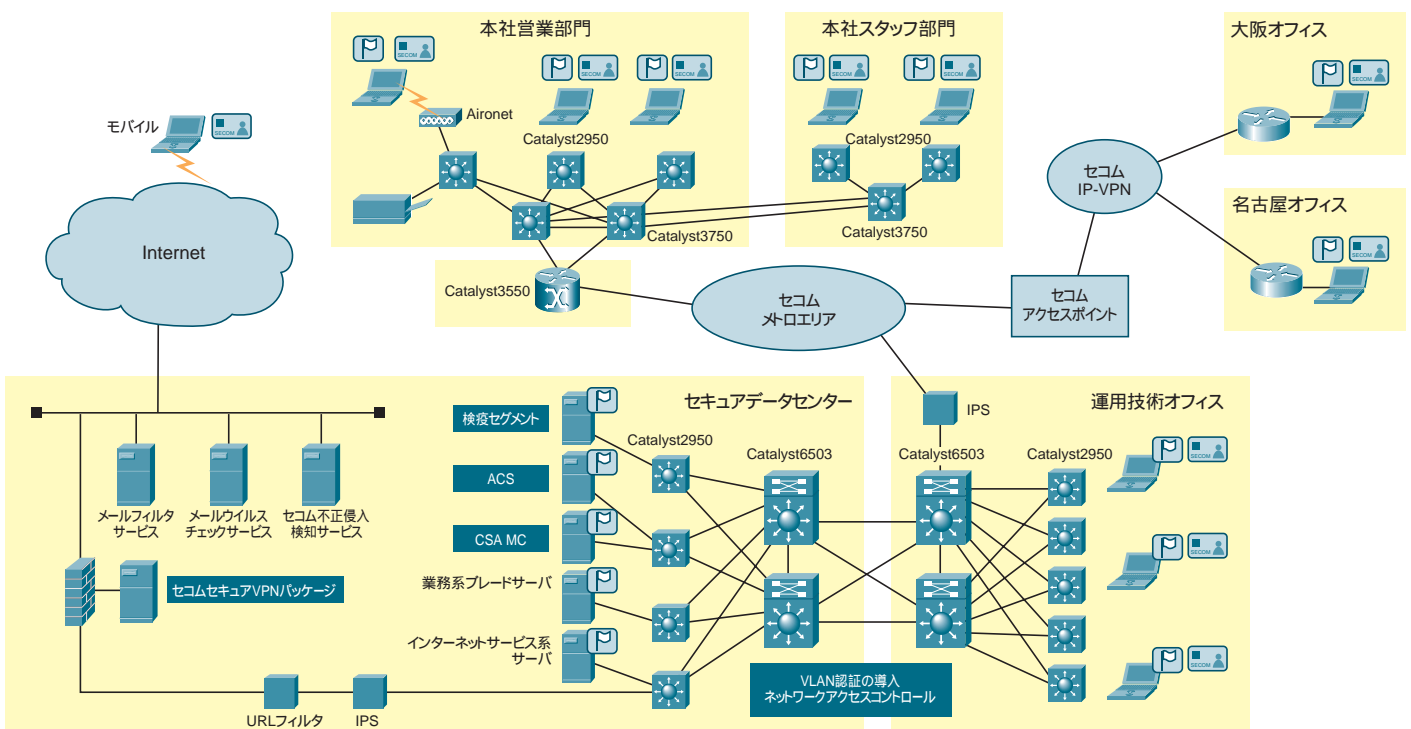 本社営業部門
本社スタッフ部門
大阪オフィス
SECOM
SECOM
SECOM
SECOM
SECOM
SECOM
モバイル
SECOM
Aironet
Catalyst2950
Catalyst2950
セコム
IP-VPN
名古屋オフィス
SECOM
Catalyst3750
Catalyst3750
Internet
Catalyst3550
セコム
メトロエリア
セコム
アクセスポイント
セキュアデータセンター
運用技術オフィス
IPS
検疫セグメント
Catalyst2950
Catalyst6503
Catalyst6503
Catalyst2950
SECOM
ACS
メールフィルタ
サービス
メールウイルス
チェックサービス
セコム不正侵入
検知サービス
CSA MC
SECOM
業務系ブレードサーバ
セコムセキュアVPNパッケージ
インターネットサービス系
サーバ
SECOM
VLAN認証の導入
ネットワークアクセスコントロール
URLフィルタ
IPS